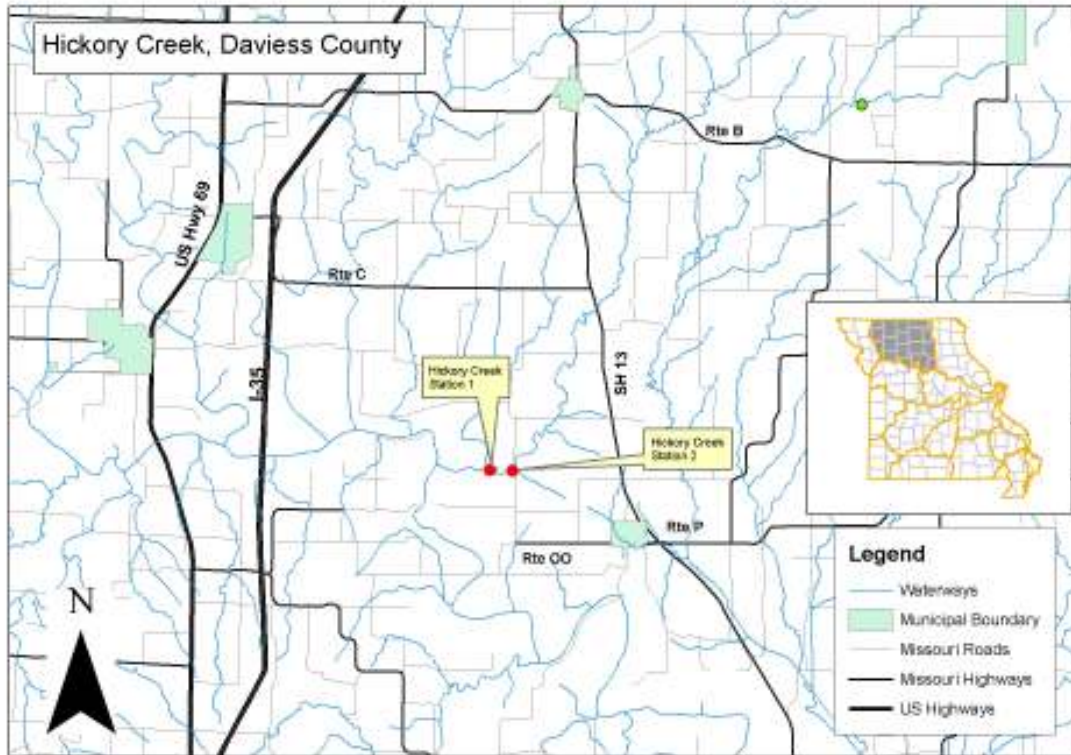 Hickory Creek, Daviess County
Rte B
US Hwy 69
Rte C
I-35
SH 13
Hickory Creek
Station 1
Hickory Creek
Station 2
Rte P
Rte OO
N
Legend
Waterways
Municipal Boundary
Missouri Roads
Missouri Highways
US Highways